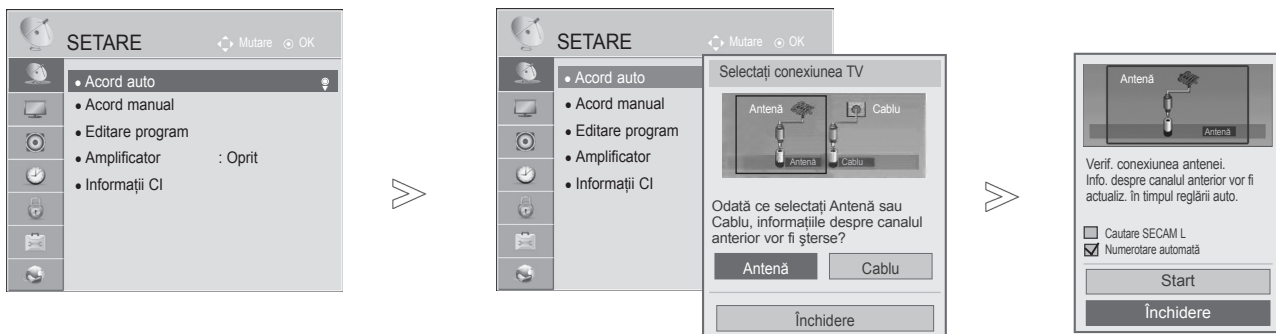 SETARE
Mutare OK
Acord auto
Acord manual
Editare program
Amplificator : Oprit
Informații CI
SETARE
Mutare OK
Acord auto
Acord manual
Editare program
Amplificator
Informații CI
Selectați conexiunea TV
Antenă Cablu
Antenă Cablu
Odată ce selectați Antenă sau
Cablu, informațiile despre canalul
anterior vor fi şterse?
Antenă Cablu
Închidere
Antenă
Antenă
Verif. conexiunea antenei.
Info. despre canalul anterior vor fi
actualiz. în timpul reglării auto.
Cautare SECAM L
Numerotare automată
Start
Închidere